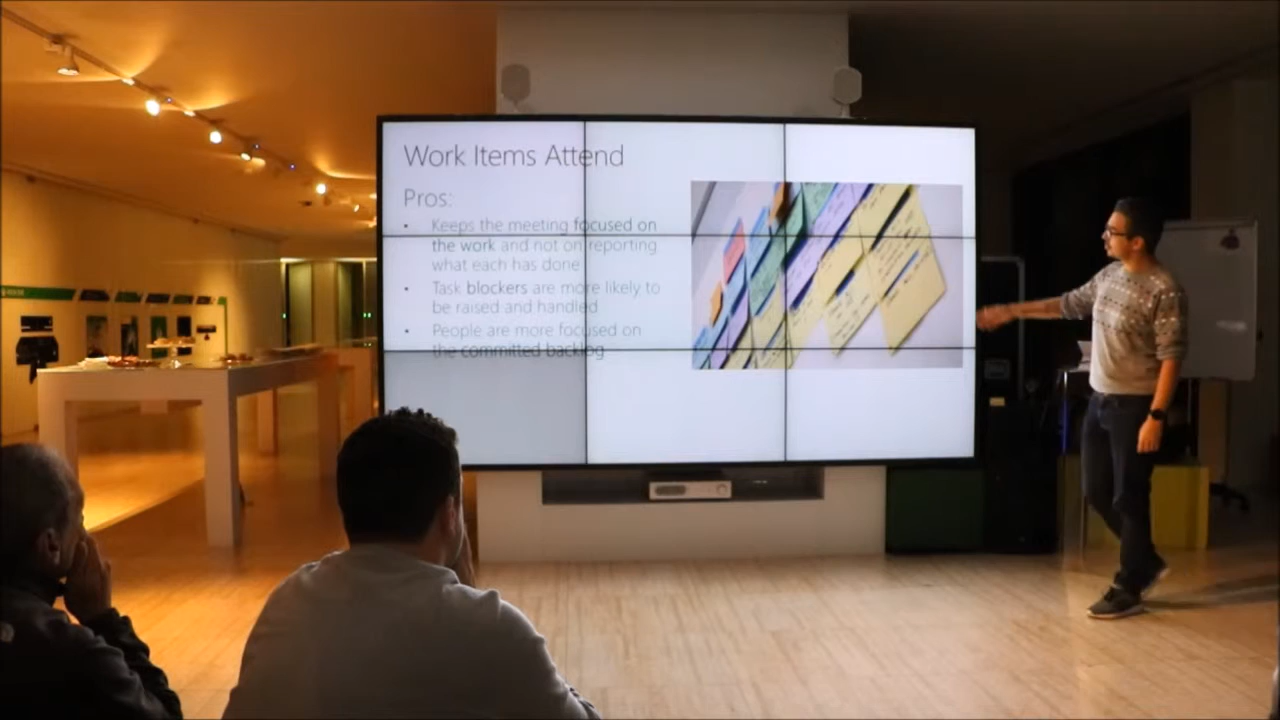 Work Items Attend
Pros:
• Keeps the meeting focused on
the work and not on reporting
what each has done
• Task blockers are more likely to
be raised and handled
• People are more focused on
the committed backlog